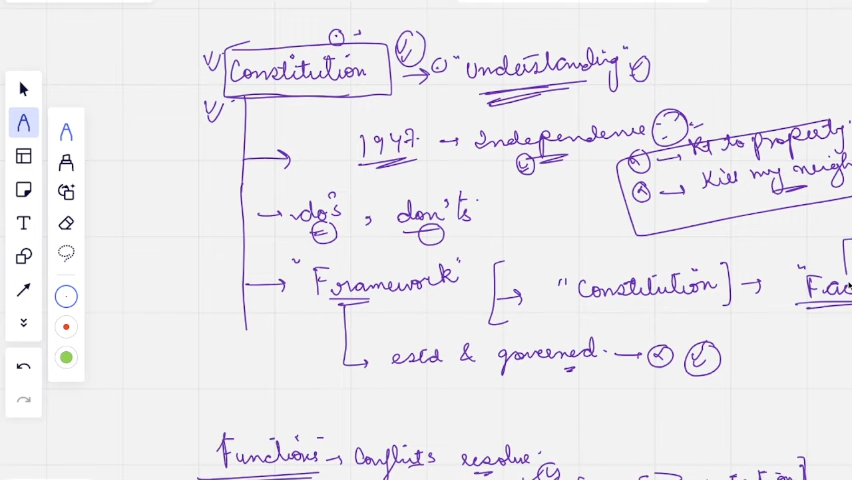 Constitution → "Understanding"
1947 → Independence
Rt to property
Kill my neigh
→ do's, don'ts
→ "Framework" [→ "Constitution] →
→ estd & governed. →
Functions → Conflicts resolve